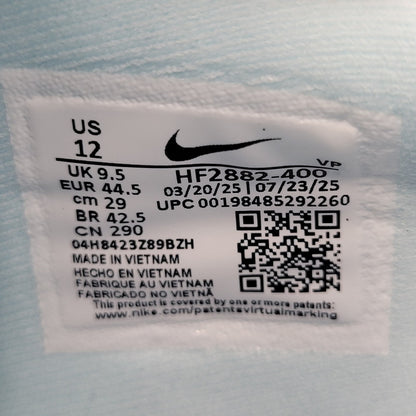 US
12
VP
UK 9.5 HF2882-400
EUR 44.5 03/20/25 | 07/23/25
cm 29 UPC 00198485292260
BR 42.5
CN 290
04H8423Z89BZH
MADE IN VIETNAM
HECHO EN VIETNAM
FABRIQUE AU VIETNAM
FABRICADO NO VIETNÃ
This product is covered by one or more patents:
www.nike.com/patentsvirtualmarking